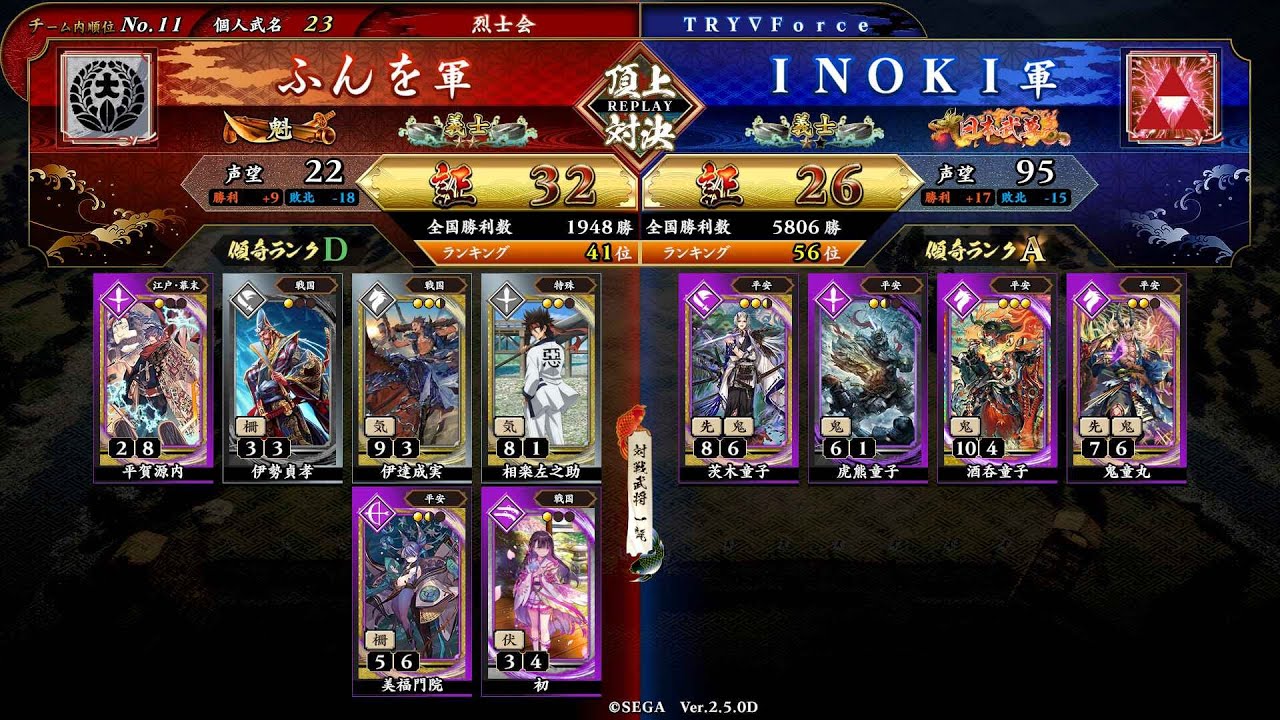 チーム内順位 No.11 個人武名 23 烈士会
TRY∇Force
ふんを軍
頂上
REPLAY
対決
INOKI軍
大
魁
義士
義士
日本武尊
声望 22
勝利 +9 敗北 -18
証 32
証 26
声望 95
勝利 +17 敗北 -15
全国勝利数 1948勝
全国勝利数 5806勝
傾奇ランクD
ランキング 41位
ランキング 56位
傾奇ランクA
江戸・幕末
2 8
平賀源内
戦国
柵
3 3
伊勢貞孝
戦国
気
9 3
伊達成実
特殊
惡
気
8 1
相楽左之助
平安
先 鬼
8 6
茨木童子
平安
鬼
6 1
虎熊童子
平安
鬼
10 4
酒呑童子
平安
先 鬼
7 6
鬼童丸
対戦武将一覧
平安
柵
5 6
美福門院
戦国
伏
3 4
初
©SEGA Ver.2.5.0D